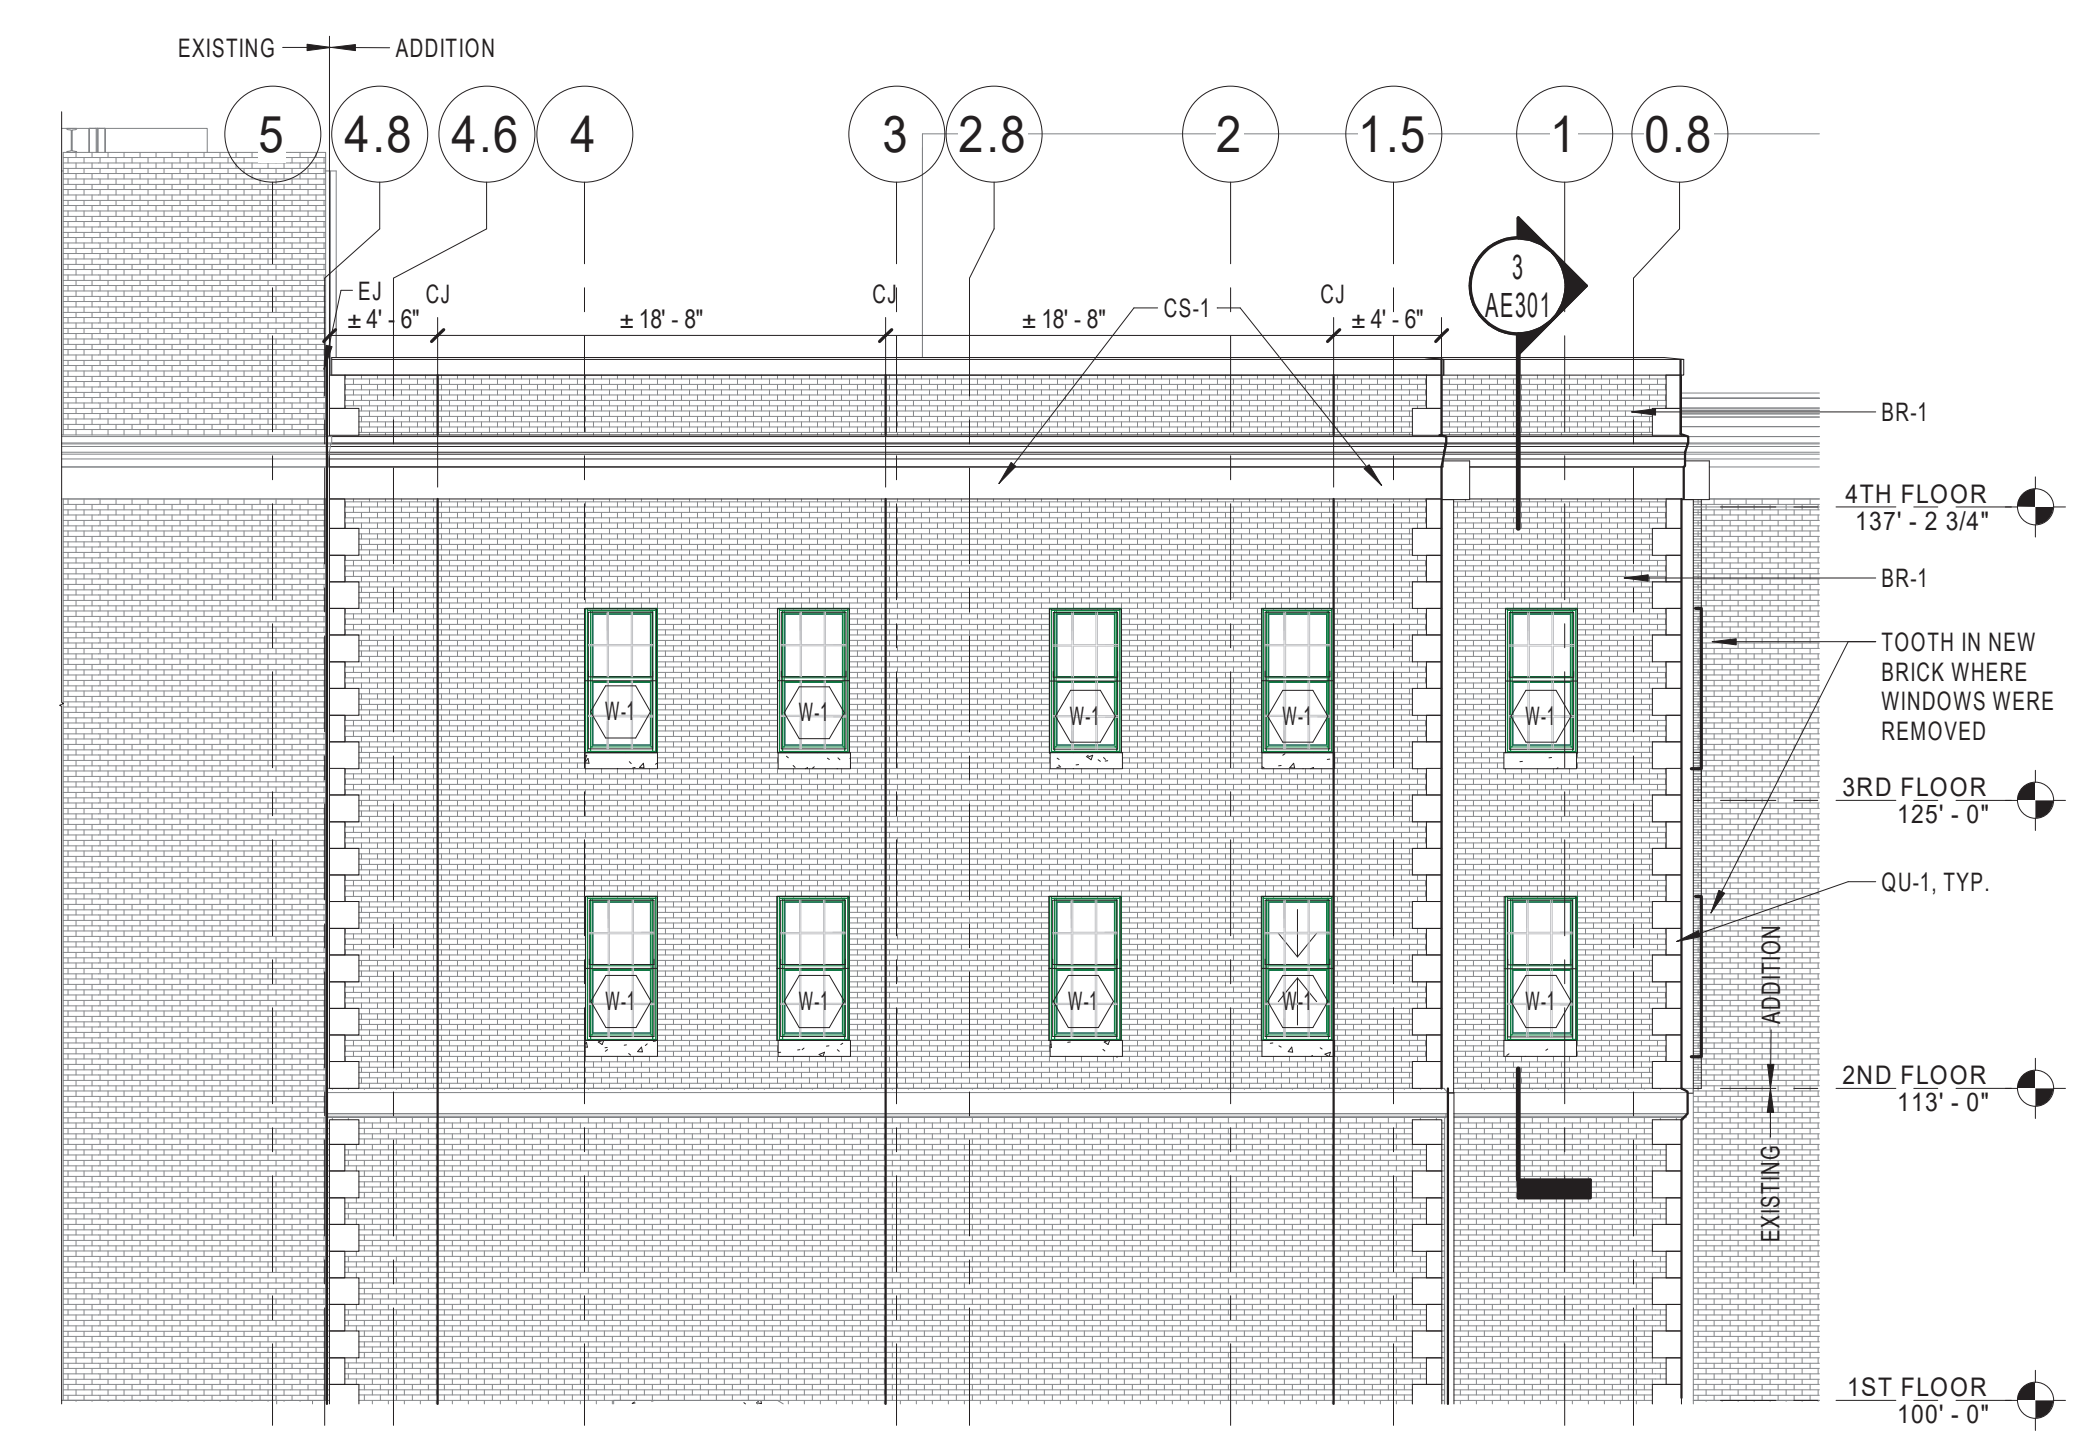 EXISTING ADDITION
5 4.8 4.6 4 3 2.8 2 1.5 1 0.8
3
AE301
EJ CJ CJ CS-1 CJ
± 4' - 6" ± 18' - 8" ± 18' - 8" ± 4' - 6"
BR-1
4TH FLOOR
137' - 2 3/4"
BR-1
TOOTH IN NEW
BRICK WHERE
WINDOWS WERE
REMOVED
W-1 W-1 W-1 W-1 W-1
3RD FLOOR
125' - 0"
QU-1, TYP.
ADDITION
W-1 W-1 W-1 W-1 W-1
2ND FLOOR
113' - 0"
EXISTING
1ST FLOOR
100' - 0"